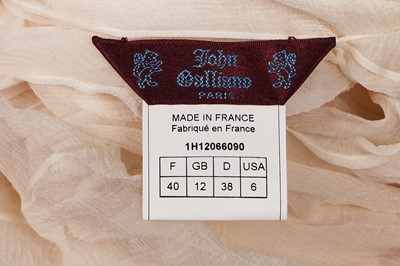 John
Galliano
PARIS
MADE IN FRANCE
Fabriqué en France
1H12066090
F GB D USA
40 12 38 6